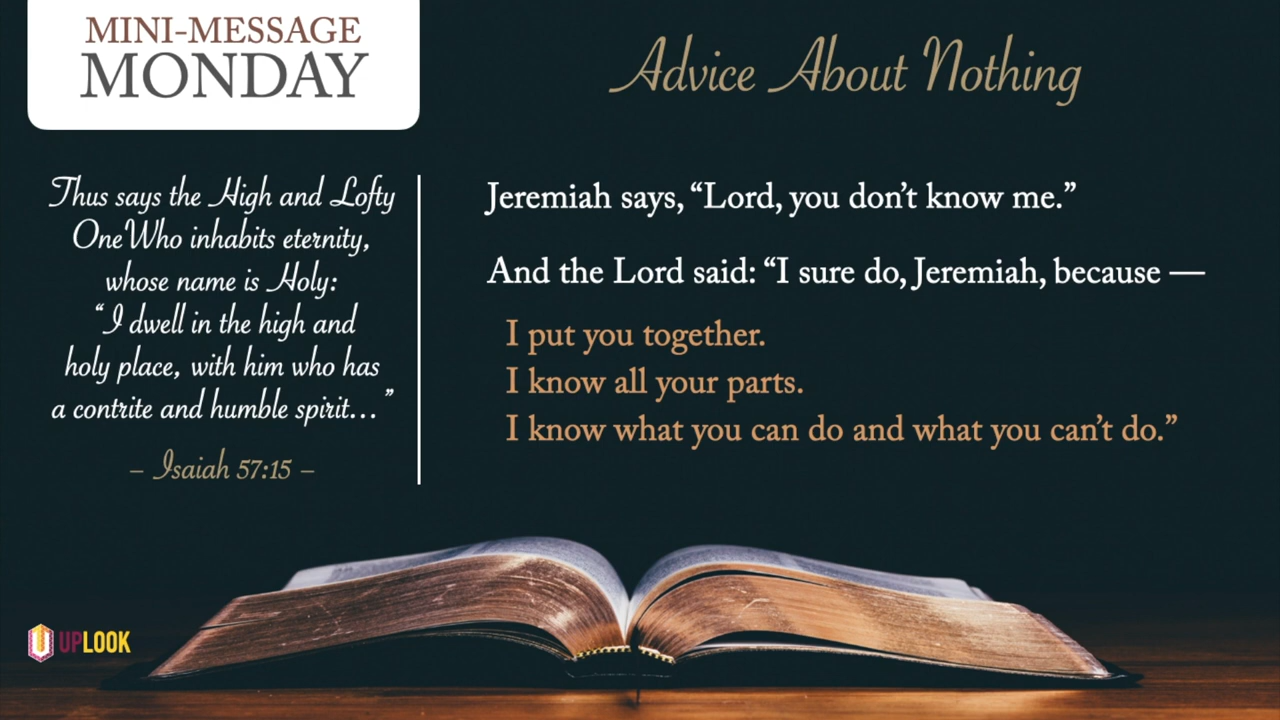 MINI-MESSAGE
MONDAY
Advice About Nothing
Thus says the High and Lofty
One Who inhabits eternity,
whose name is Holy:
“I dwell in the high and
holy place, with him who has
a contrite and humble spirit...”
– Isaiah 57:15 –
Jeremiah says, “Lord, you don’t know me.”
And the Lord said: “I sure do, Jeremiah, because —
I put you together.
I know all your parts.
I know what you can do and what you can’t do.”
UPLOOK